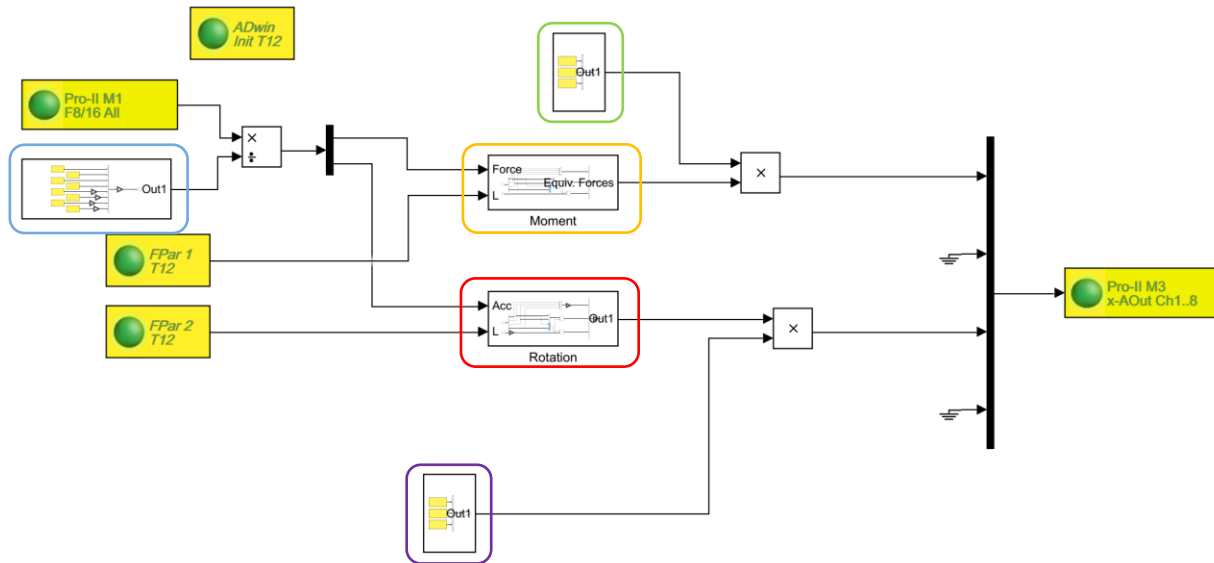 ADwin
Init T12
Out1
Pro-II M1
F8/16 All
×
÷
×
Out1
Force
Equiv. Forces
L
Moment
FPar 1
T12
Pro-II M3
x-AOut Ch1..8
Acc
Out1
L
Rotation
×
FPar 2
T12
Out1